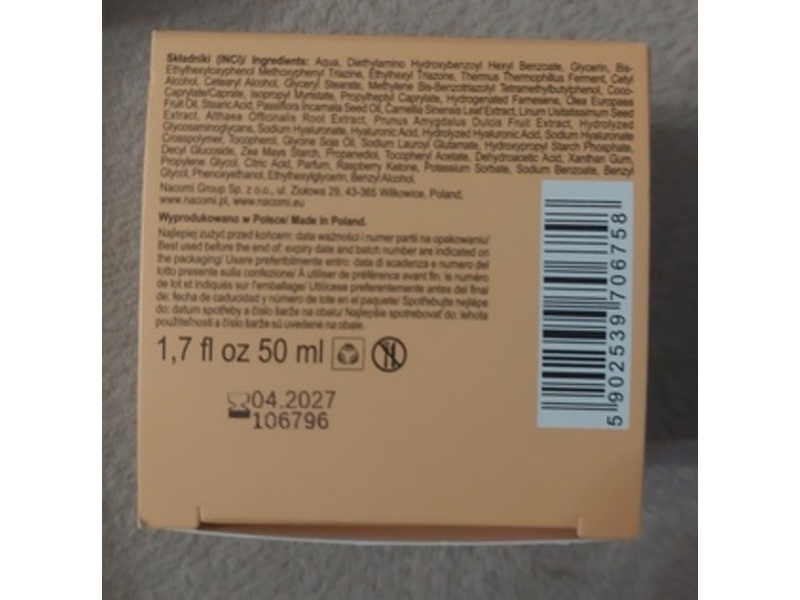 Składniki (INCI)/ Ingredients: Aqua, Diethylamino Hydroxybenzoyl Hexyl Benzoate, Glycerin, Bis-
Ethylhexyloxyphenol Methoxyphenyl Triazine, Ethylhexyl Triazone, Thermus Thermophillus Ferment, Cetyl
Alcohol, Cetearyl Alcohol, Glyceryl Stearate, Methylene Bis-Benzotriazolyl Tetramethylbutylphenol, Coco-
Caprylate/Caprate, Isopropyl Myristate, Propylheptyl Caprylate, Hydrogenated Farnesene, Olea Europaea
Fruit Oil, Stearic Acid, Passiflora Incarnata Seed Oil, Camellia Sinensis Leaf Extract, Linum Usitatissimum Seed
Extract, Althaea Officinalis Root Extract, Prunus Amygdalus Dulcis Fruit Extract, Hydrolyzed
Glycosaminoglycans, Sodium Hyaluronate, Hyaluronic Acid, Hydrolyzed Hyaluronic Acid, Sodium Hyaluronate
Crosspolymer, Tocopherol, Glycine Soja Oil, Sodium Lauroyl Glutamate, Hydroxypropyl Starch Phosphate,
Decyl Glucoside, Zea Mays Starch, Propanediol, Tocopheryl Acetate, Dehydroacetic Acid, Xanthan Gum,
Propylene Glycol, Citric Acid, Parfum, Raspberry Ketone, Potassium Sorbate, Sodium Benzoate, Benzyl
Glycol, Phenoxyethanol, Ethylhexylglycerin, Benzyl Alcohol.
Nacomi Group Sp. z o.o., ul. Ziołowa 29, 43-365 Wilkowice, Poland,
www.nacomi.pl, www.nacomi.eu
Wyprodukowano w Polsce/ Made in Poland.
Najlepiej zużyć przed końcem: data ważności i numer partii na opakowaniu/
Best used before the end of: expiry date and batch number are indicated on
the packaging/ Usare preferibilmente entro: data di scadenza e numero del
lotto presente sulla confezione/ À utiliser de préférence avant fin: le numéro
de lot et indiqués sur l'emballage/ Utilícese preferentemente antes del final
de: fecha de caducidad y número de lote en el paquete/ Spotřebujte nejlépe
do: datum spotřeby a číslo šarže na obalu/ Najlepšie spotrebovať do: lehota
použiteľnosti a číslo šarže sú uvedené na obale.
1,7 fl oz 50 ml
04.2027
106796
5 902539 706758